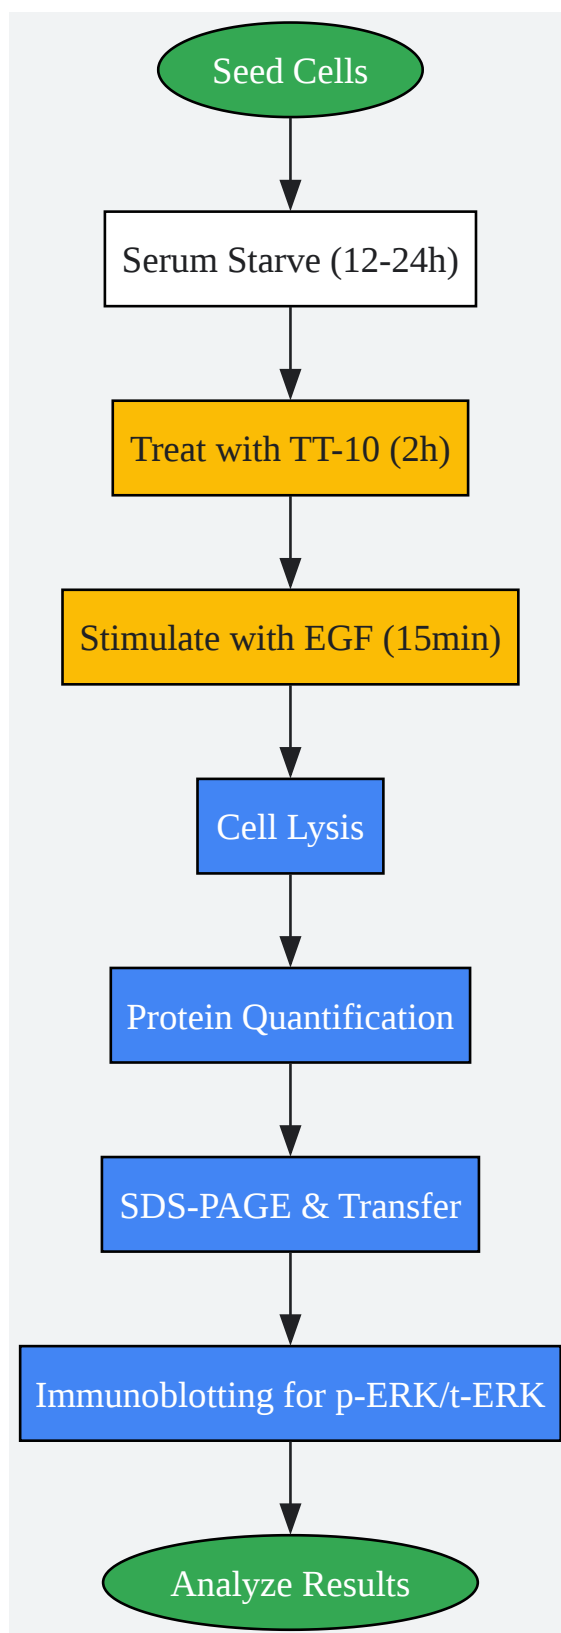 Seed Cells
Serum Starve (12-24h)
Treat with TT-10 (2h)
Stimulate with EGF (15min)
Cell Lysis
Protein Quantification
SDS-PAGE & Transfer
Immunoblotting for p-ERK/t-ERK
Analyze Results